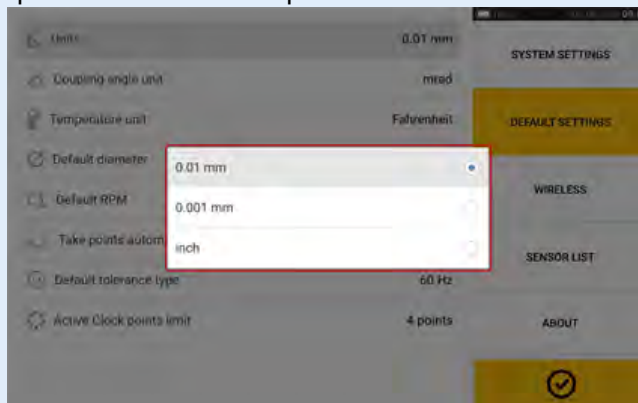 Units 0.01 mm
Coupling angle unit mrad
Temperature unit Fahrenheit
Default diameter
Default RPM
Take points autom
Default tolerance type 60 Hz
Active Clock points limit 4 points
0.01 mm
0.001 mm
inch
SYSTEM SETTINGS
DEFAULT SETTINGS
WIRELESS
SENSOR LIST
ABOUT